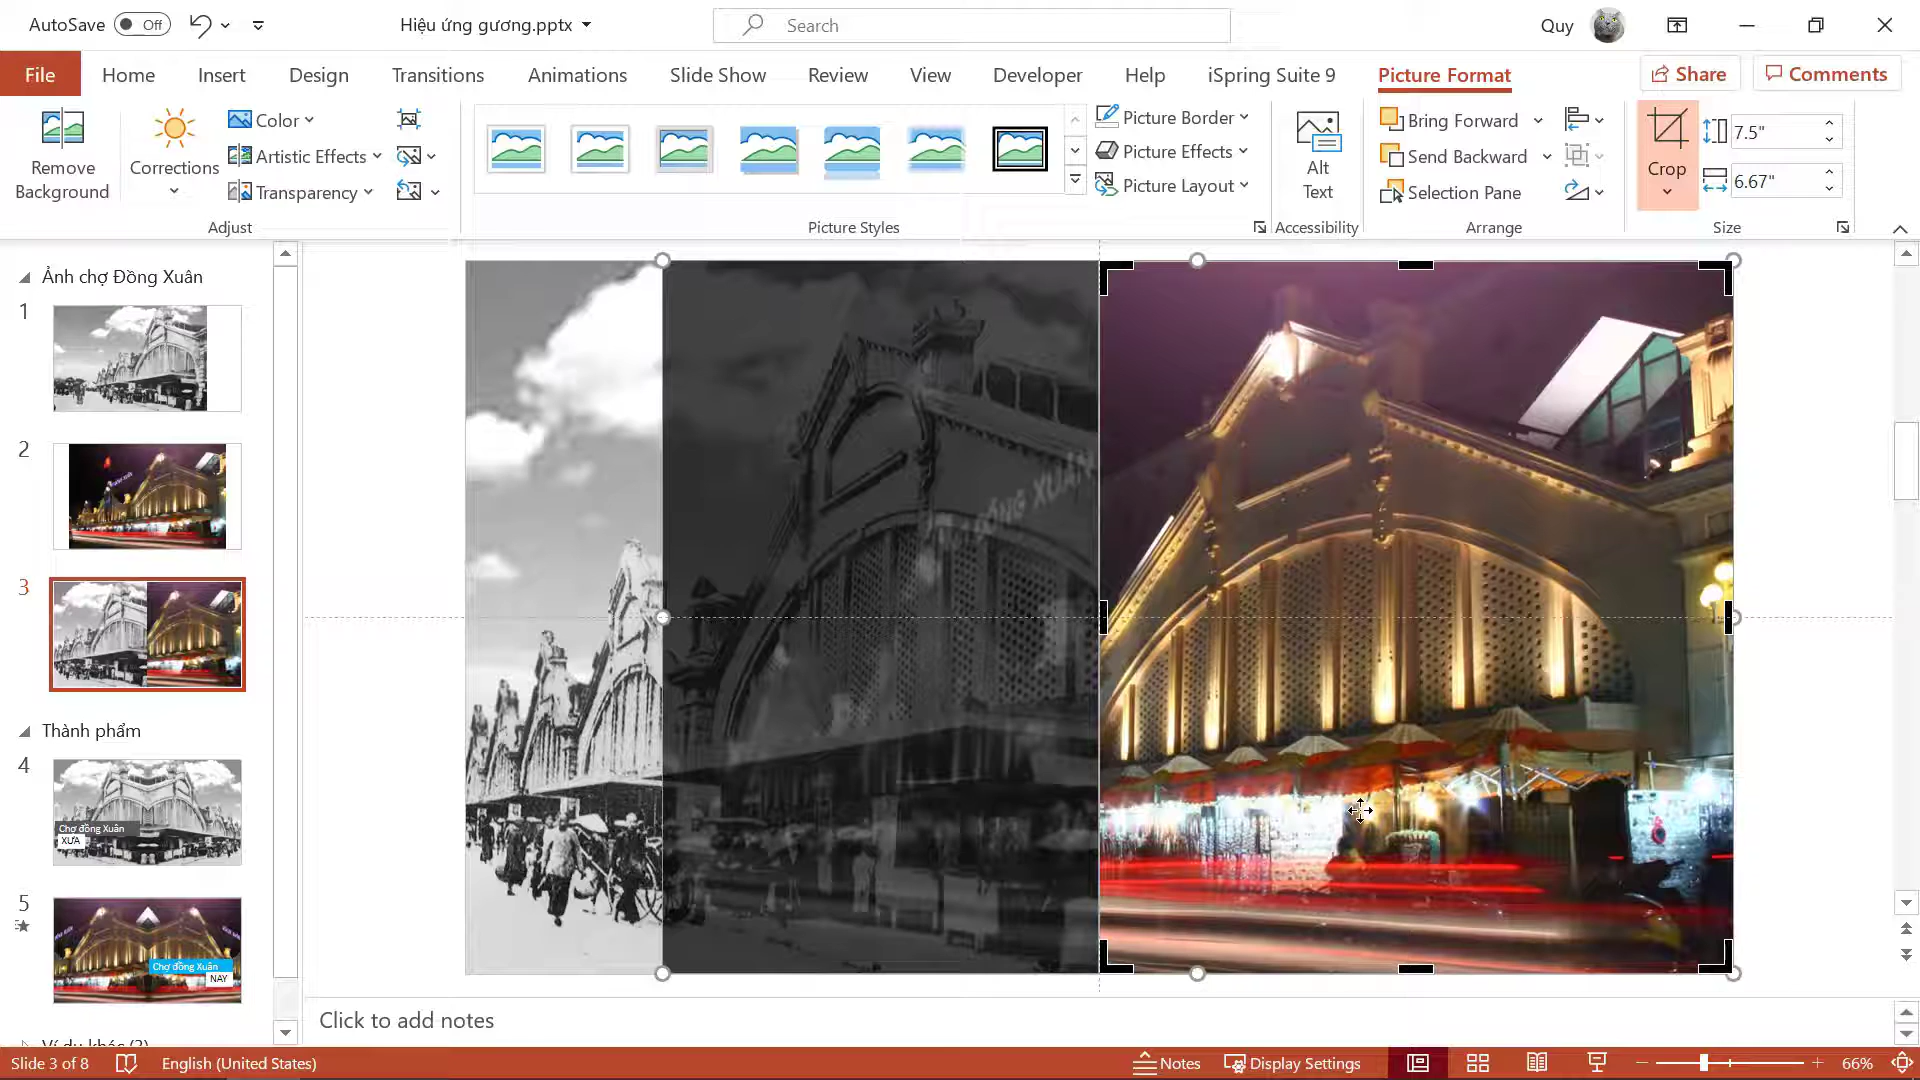 AutoSave Off
Hiệu ứng gương.pptx
Search
Quy
File Home Insert Design Transitions Animations Slide Show Review View Developer Help iSpring Suite 9 Picture Format
Share Comments
Remove Background
Corrections
Color
Artistic Effects
Transparency
Adjust
Picture Styles
Picture Border
Picture Effects
Picture Layout
Alt Text
Accessibility
Bring Forward
Send Backward
Selection Pane
Arrange
Crop
7.5"
6.67"
Size
Ảnh chợ Đồng Xuân
1
2
3
Thành phẩm
4
Chợ đồng Xuân
XƯA
5
Chợ đồng Xuân
NAY
ĐỒNG XUÂN
Click to add notes
Slide 3 of 8
English (United States)
Notes
Display Settings
66%